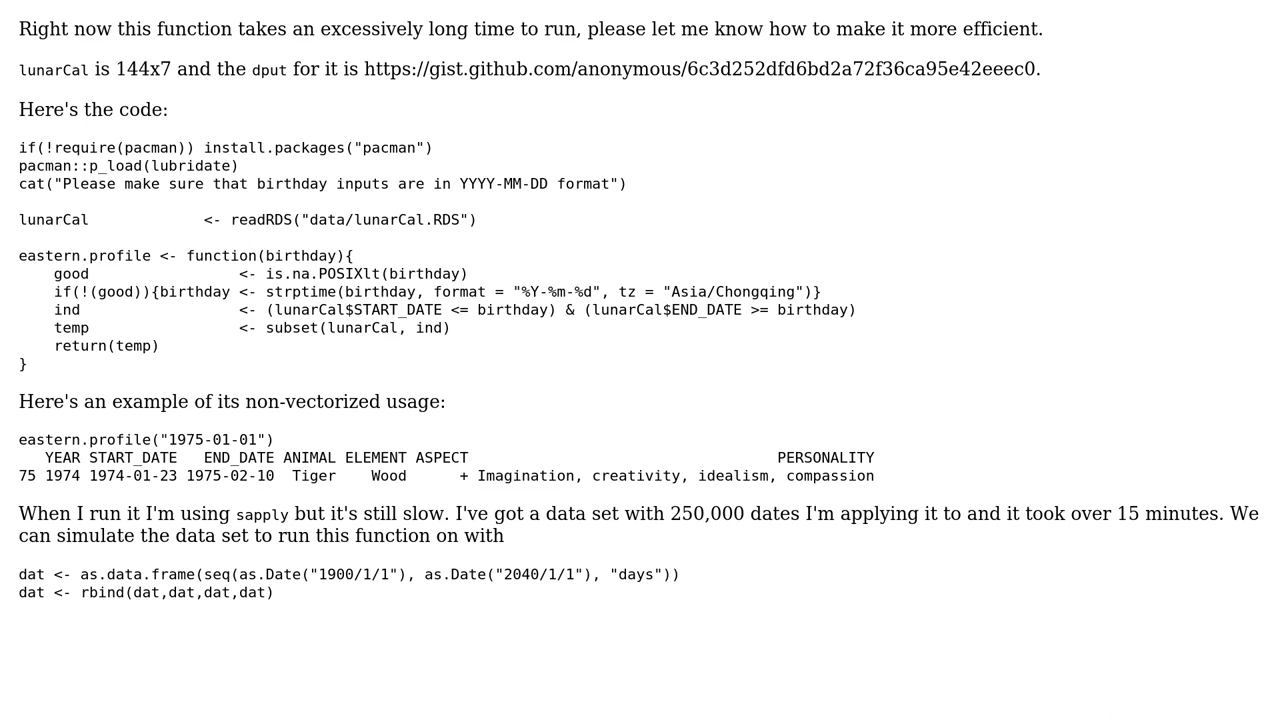 Right now this function takes an excessively long time to run, please let me know how to make it more efficient.
lunarCal is 144x7 and the dput for it is https://gist.github.com/anonymous/6c3d252dfd6bd2a72f36ca95e42eeec0.
Here's the code:
if(!require(pacman)) install.packages("pacman")
pacman::p_load(lubridate)
cat("Please make sure that birthday inputs are in YYYY-MM-DD format")
lunarCal             <- readRDS("data/lunarCal.RDS")
eastern.profile <- function(birthday){
    good                 <- is.na.POSIXlt(birthday)
    if(!(good)){birthday <- strptime(birthday, format = "%Y-%m-%d", tz = "Asia/Chongqing")}
    ind                  <- (lunarCal$START_DATE <= birthday) & (lunarCal$END_DATE >= birthday)
    temp                 <- subset(lunarCal, ind)
    return(temp)
}
Here's an example of its non-vectorized usage:
eastern.profile("1975-01-01")
   YEAR START_DATE   END_DATE ANIMAL ELEMENT ASPECT                                   PERSONALITY
75 1974 1974-01-23 1975-02-10  Tiger    Wood      + Imagination, creativity, idealism, compassion
When I run it I'm using sapply but it's still slow. I've got a data set with 250,000 dates I'm applying it to and it took over 15 minutes. We
can simulate the data set to run this function on with
dat <- as.data.frame(seq(as.Date("1900/1/1"), as.Date("2040/1/1"), "days"))
dat <- rbind(dat,dat,dat,dat)